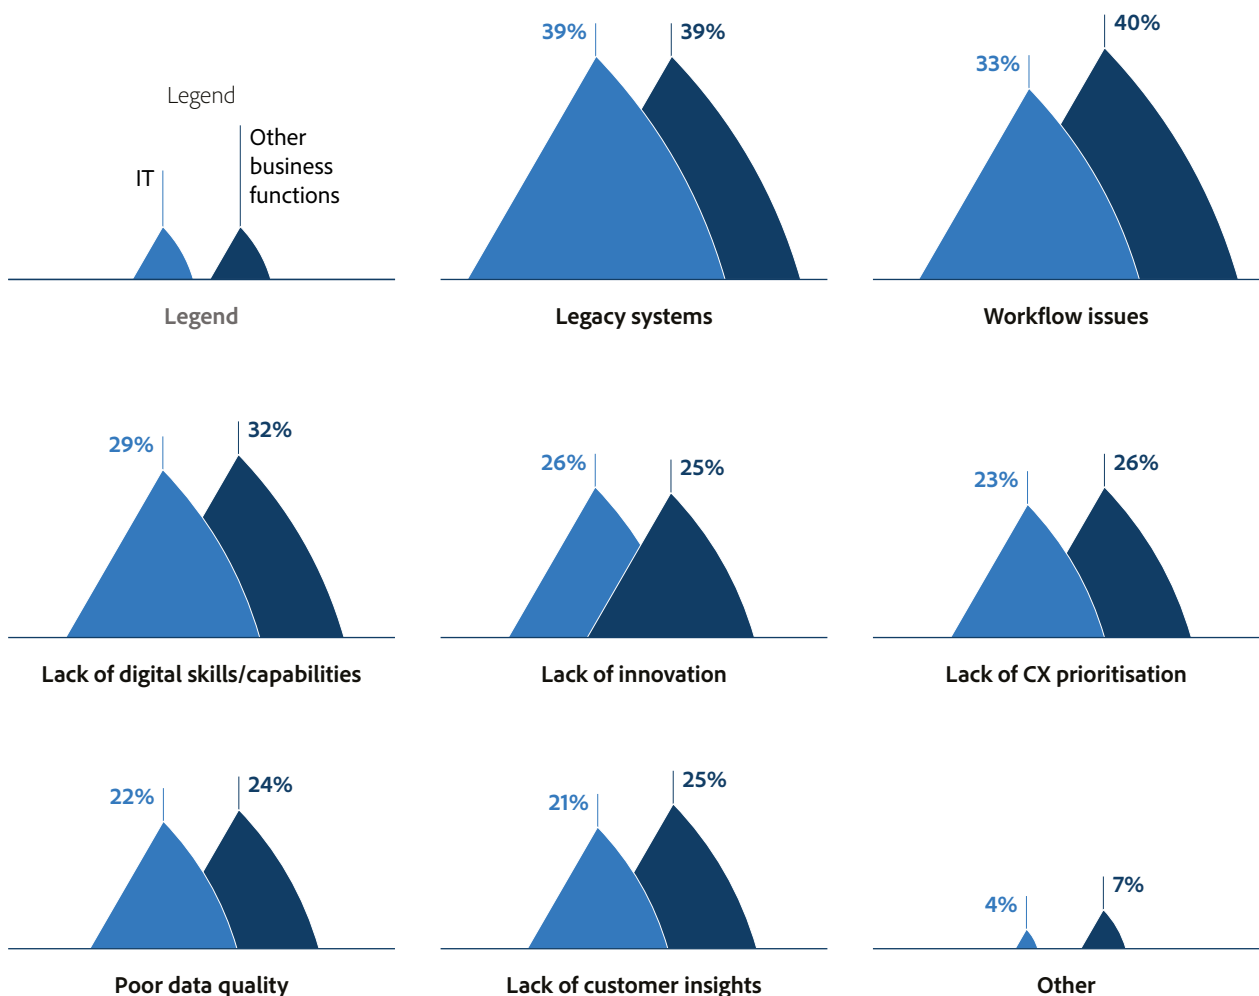 Legend
IT
Other
business
functions
Legend
39%
39%
Legacy systems
33%
40%
Workflow issues
29%
32%
Lack of digital skills/capabilities
26%
25%
Lack of innovation
23%
26%
Lack of CX prioritisation
22%
24%
Poor data quality
21%
25%
Lack of customer insights
4%
7%
Other